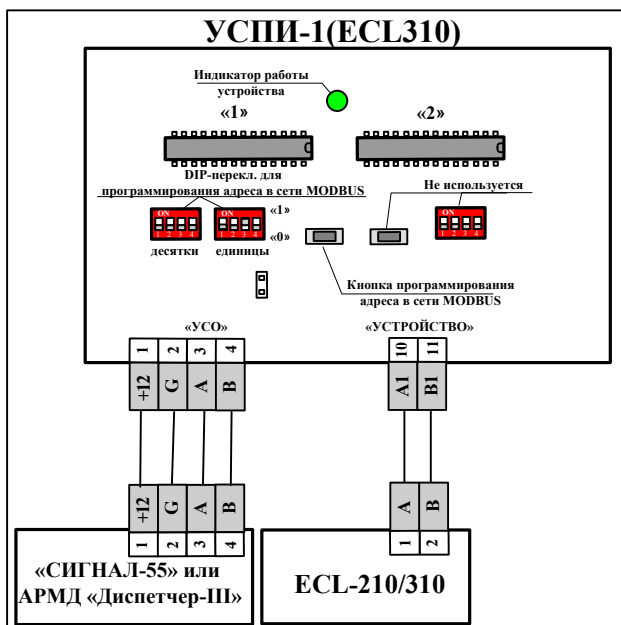 УСПИ-1(ECL310)
Индикатор работы
устройства
«1»
«2»
DIP-перекл. для
программирования адреса в сети MODBUS
Не используется
ON
1 2 3 4
ON
1 2 3 4
«1»
«0»
ON
1 2 3 4
десятки
единицы
Кнопка программирования
адреса в сети MODBUS
«УСО»
«УСТРОЙСТВО»
1 2 3 4
10 11
+12 G A B
A1 B1
+12 G A B
A B
1 2 3 4
1 2
«СИГНАЛ-55» или
АРМД «Диспетчер-III»
ECL-210/310